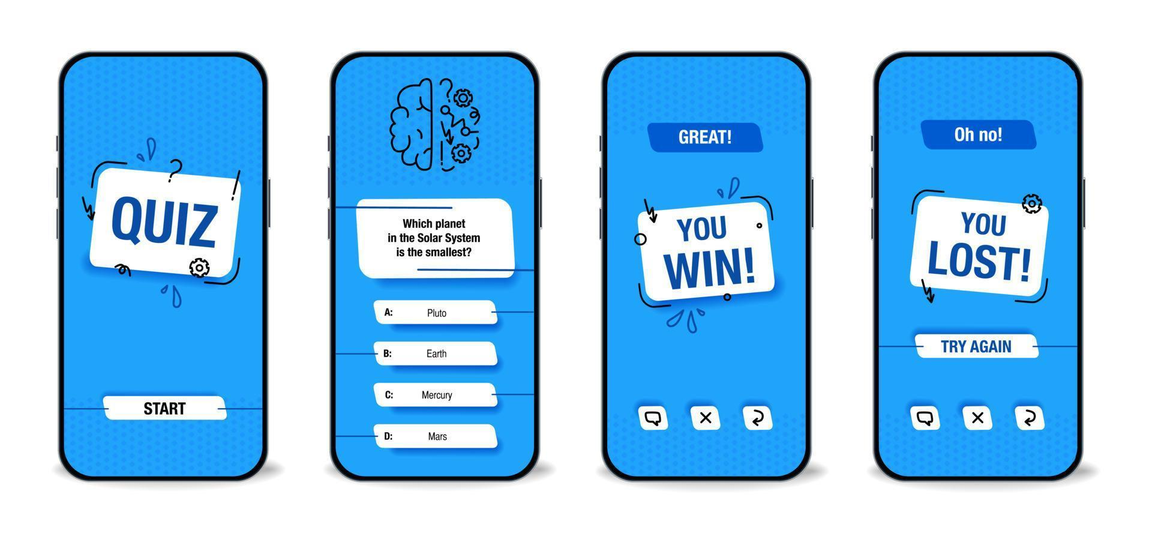 QUIZ
START
Which planet
in the Solar System
is the smallest?
A: Pluto
B: Earth
C: Mercury
D: Mars
GREAT!
YOU
WIN!
Oh no!
YOU
LOST!
TRY AGAIN